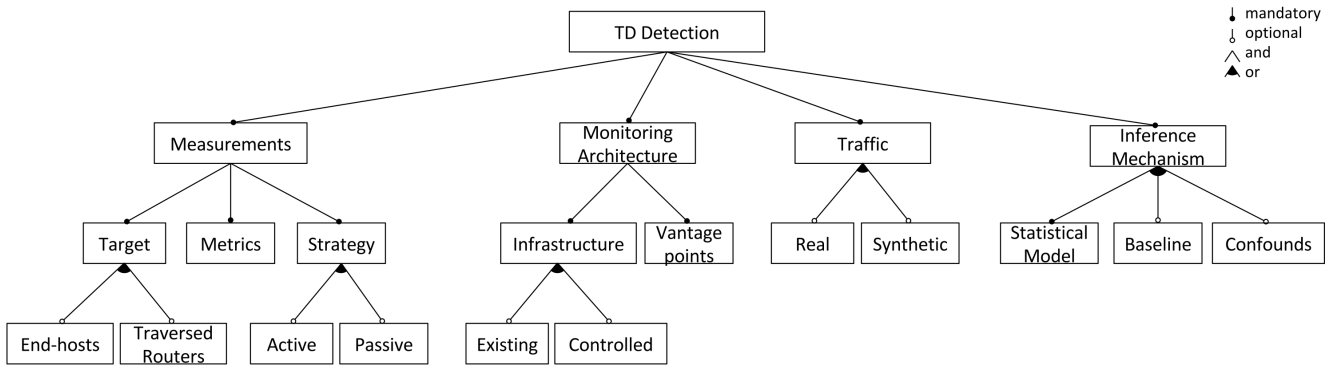 TD Detection
mandatory
optional
and
or
Measurements
Monitoring
Architecture
Traffic
Inference
Mechanism
Target
Metrics
Strategy
Infrastructure
Vantage
points
Real
Synthetic
Statistical
Model
Baseline
Confounds
End-hosts
Traversed
Routers
Active
Passive
Existing
Controlled